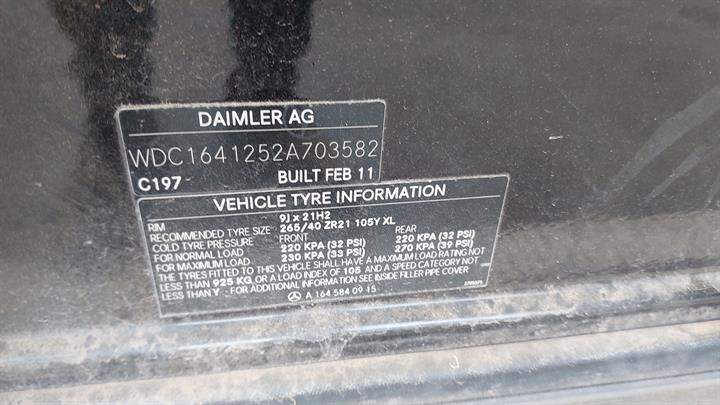 DAIMLER AG
WDC1641252A703582
C197 BUILT FEB 11
VEHICLE TYRE INFORMATION
RIM 9J x 21H2
RECOMMENDED TYRE SIZE 265/40 ZR21 105Y XL
COLD TYRE PRESSURE FRONT REAR
FOR NORMAL LOAD 220 KPA (32 PSI) 220 KPA (32 PSI)
FOR MAXIMUM LOAD 230 KPA (33 PSI) 270 KPA (39 PSI)
THE TYRES FITTED TO THIS VEHICLE SHALL HAVE A MAXIMUM LOAD RATING NOT
LESS THAN 925 KG OR A LOAD INDEX OF 105 AND A SPEED CATEGORY NOT
LESS THAN Y - FOR ADDITIONAL INFORMATION SEE INSIDE FILLER PIPE COVER
A 164 584 09 15